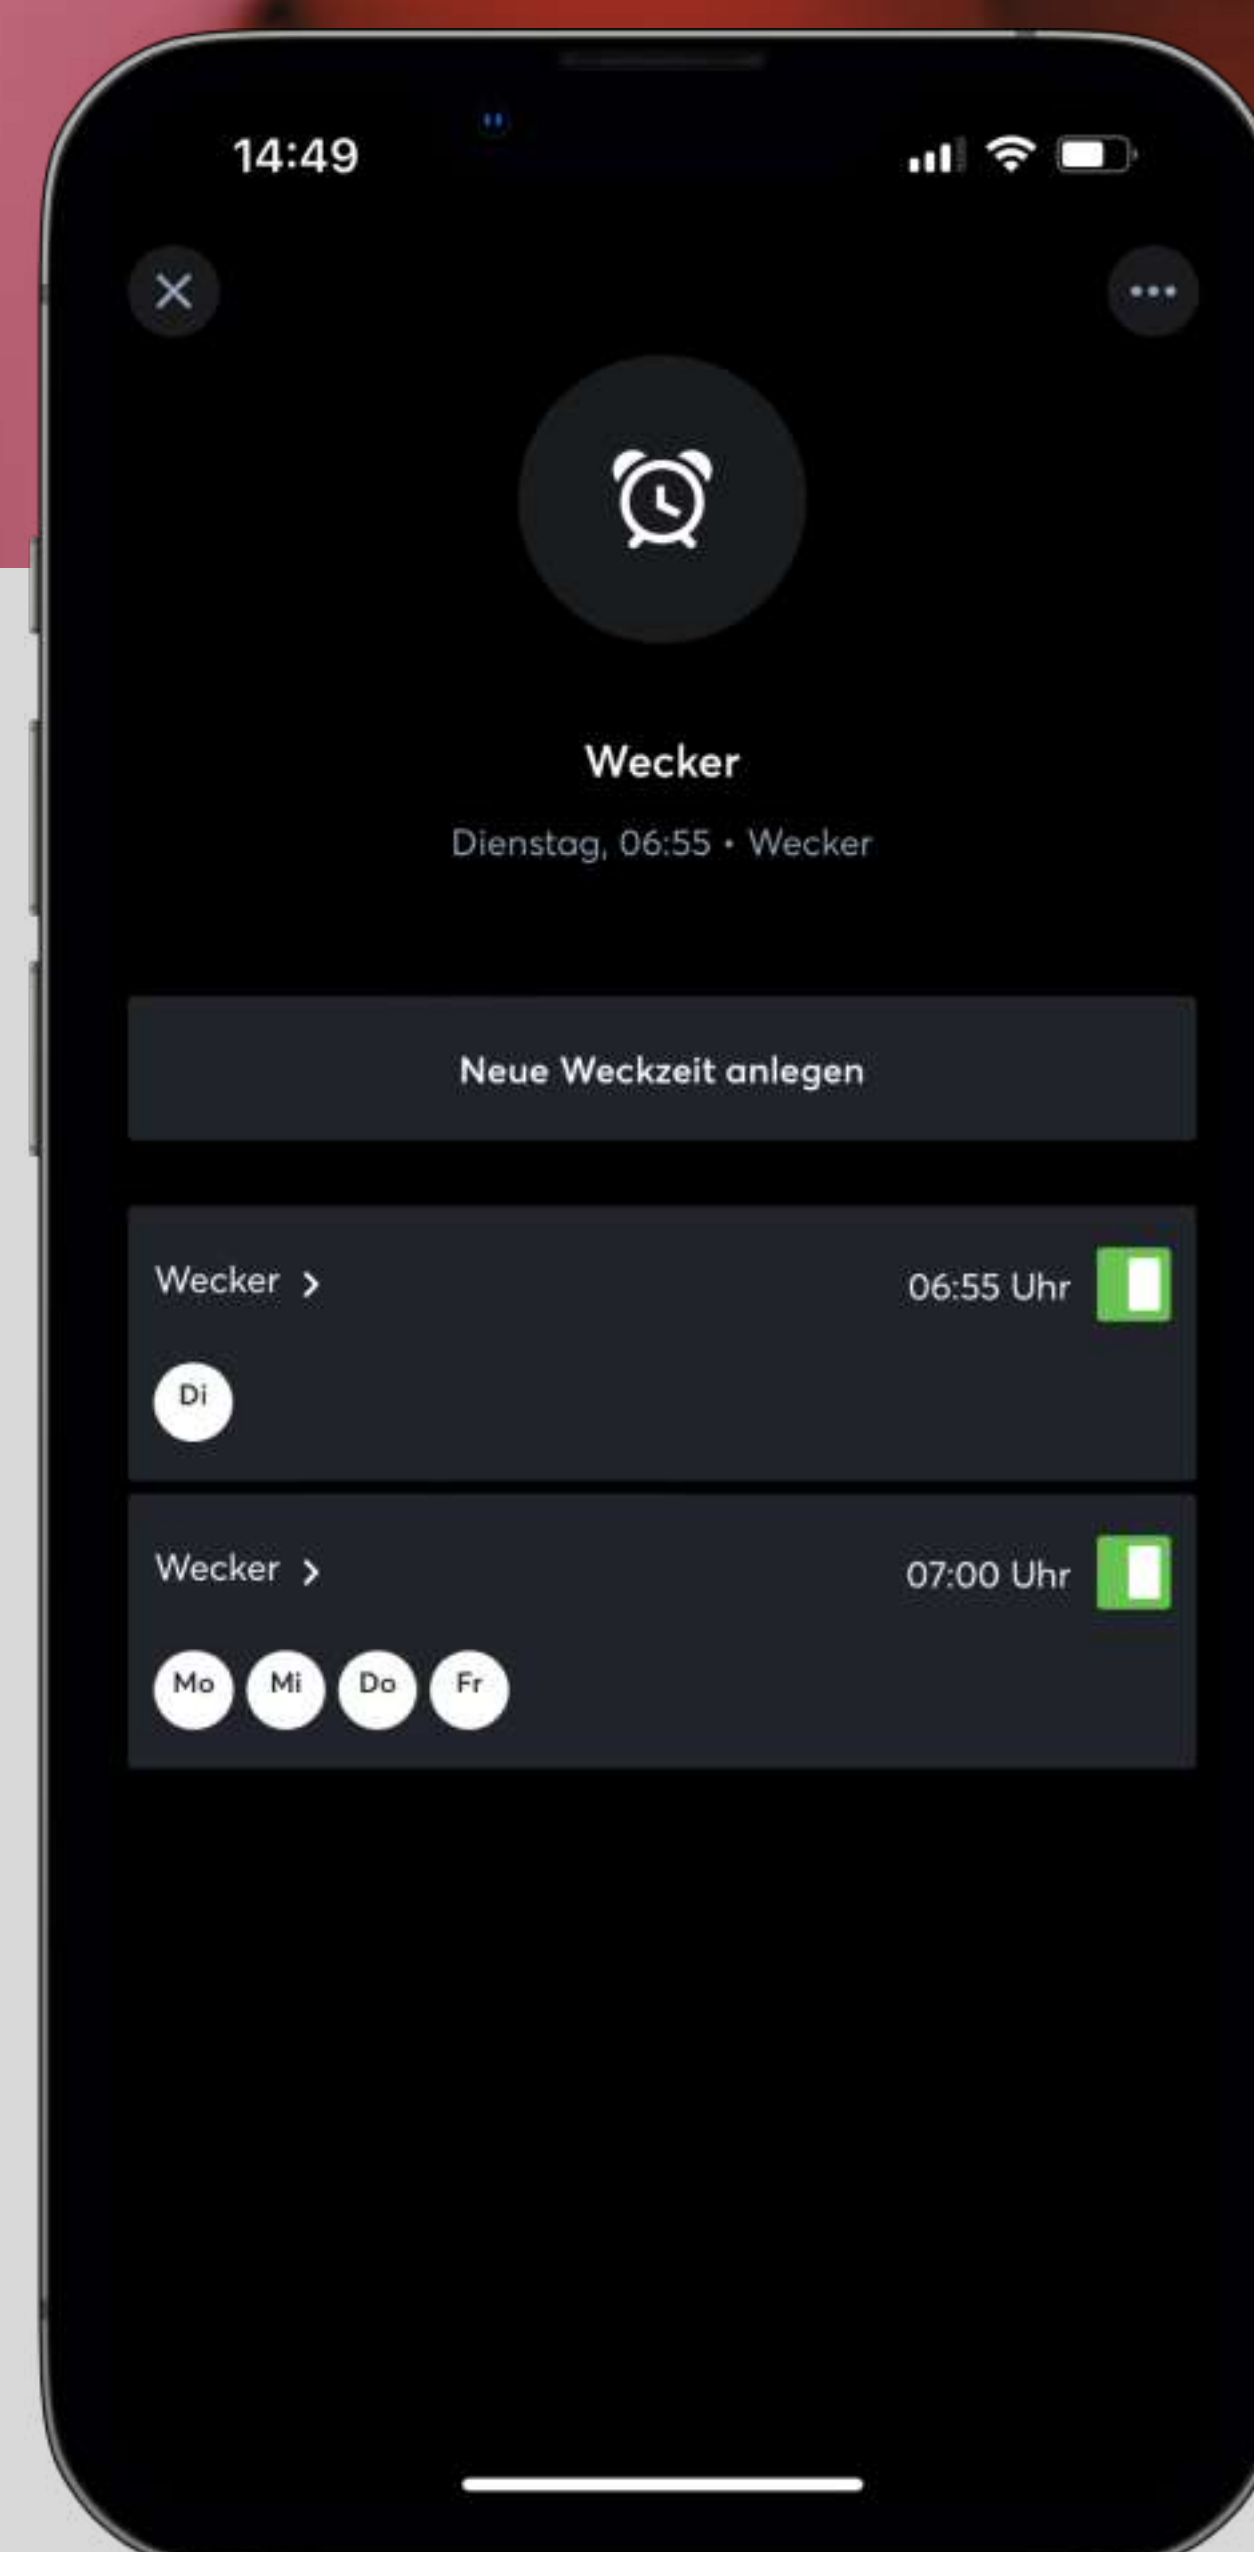 14:49
Wecker
Dienstag, 06:55 • Wecker
Neue Weckzeit anlegen
Wecker
06:55 Uhr
Di
Wecker
07:00 Uhr
Mo Mi Do Fr